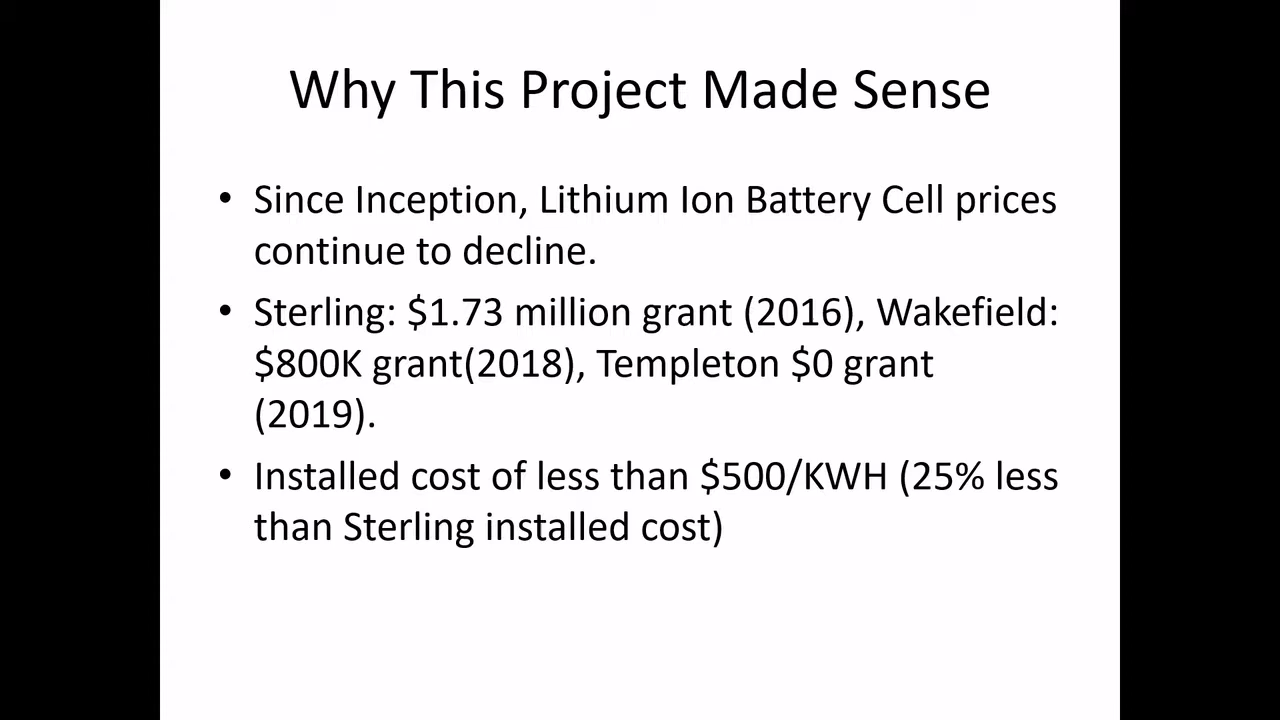 Why This Project Made Sense
• Since Inception, Lithium Ion Battery Cell prices
continue to decline.
• Sterling: $1.73 million grant (2016), Wakefield:
$800K grant(2018), Templeton $0 grant
(2019).
• Installed cost of less than $500/KWH (25% less
than Sterling installed cost)